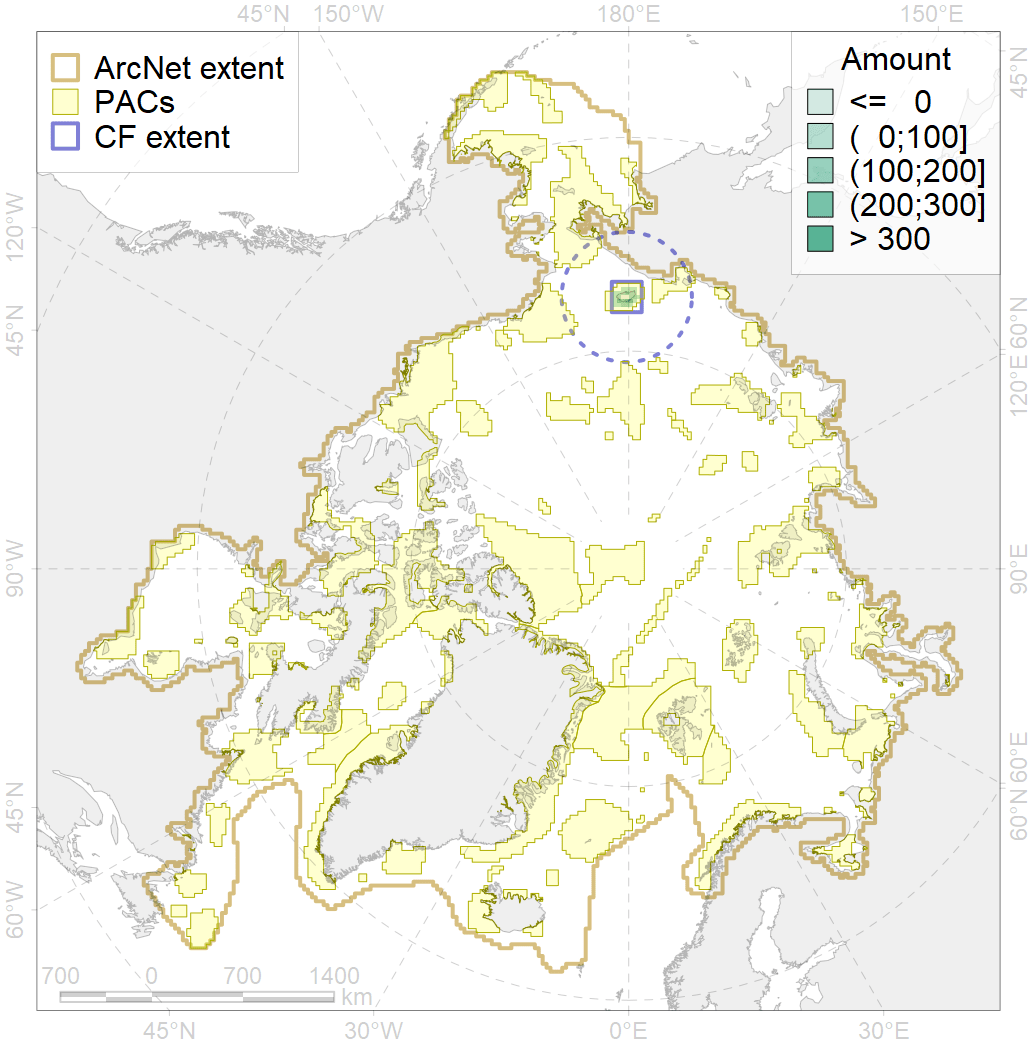 45°N 150°W 180°E 150°E
ArcNet extent
PACs
CF extent
Amount
<= 0
( 0;100]
(100;200]
(200;300]
> 300
45°N
120°W
45°N
60°N
120°E
90°W
90°E
45°N
60°W
60°E
60°N
700 0 700 1400
km
45°N 30°W 0°E 30°E